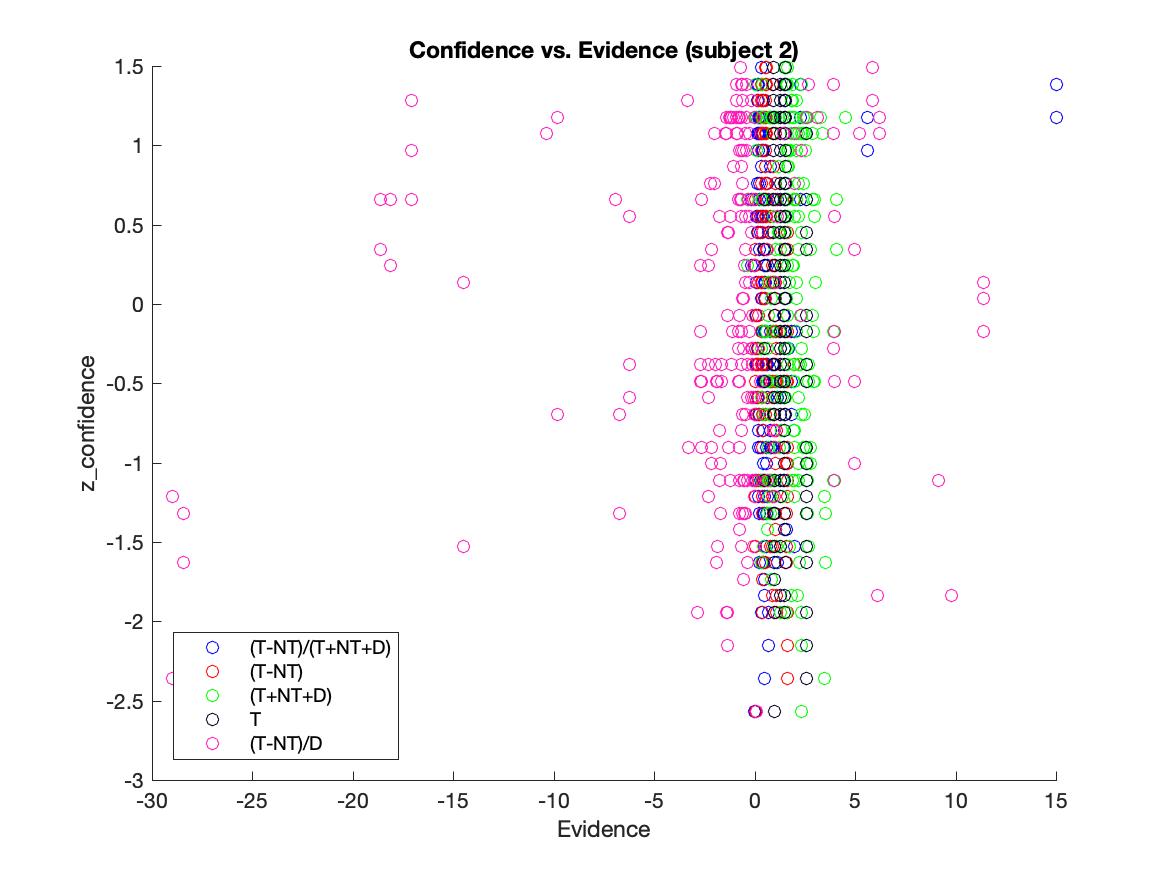 Confidence vs. Evidence (subject 2)
1.5
1
0.5
0
-0.5
-1
-1.5
-2
-2.5
-3
z_confidence
(T-NT)/(T+NT+D)
(T-NT)
(T+NT+D)
T
(T-NT)/D
-30 -25 -20 -15 -10 -5 0 5 10 15
Evidence